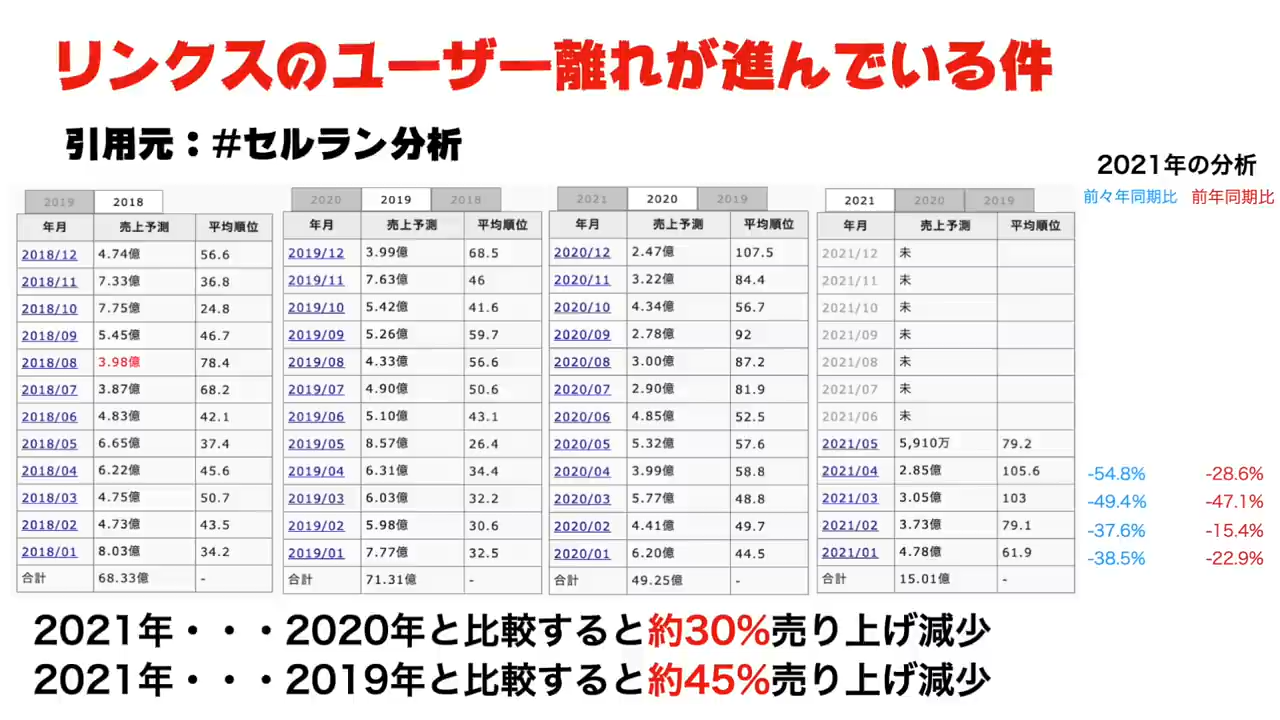 リンクスのユーザー離れが進んでいる件
引用元：#セルラン分析
2021年の分析
前々年同期比 前年同期比
2019 2018
年月 売上予測 平均順位
2018/12 4.74億 56.6
2018/11 7.33億 36.8
2018/10 7.75億 24.8
2018/09 5.45億 46.7
2018/08 3.98億 78.4
2018/07 3.87億 68.2
2018/06 4.83億 42.1
2018/05 6.65億 37.4
2018/04 6.22億 45.6
2018/03 4.75億 50.7
2018/02 4.73億 43.5
2018/01 8.03億 34.2
合計 68.33億 -
2020 2019 2018
年月 売上予測 平均順位
2019/12 3.99億 68.5
2019/11 7.63億 46
2019/10 5.42億 41.6
2019/09 5.26億 59.7
2019/08 4.33億 56.6
2019/07 4.90億 50.6
2019/06 5.10億 43.1
2019/05 8.57億 26.4
2019/04 6.31億 34.4
2019/03 6.03億 32.2
2019/02 5.98億 30.6
2019/01 7.77億 32.5
合計 71.31億 -
2021 2020 2019
年月 売上予測 平均順位
2020/12 2.47億 107.5
2020/11 3.22億 84.4
2020/10 4.34億 56.7
2020/09 2.78億 92
2020/08 3.00億 87.2
2020/07 2.90億 81.9
2020/06 4.85億 52.5
2020/05 5.32億 57.6
2020/04 3.99億 58.8
2020/03 5.77億 48.8
2020/02 4.41億 49.7
2020/01 6.20億 44.5
合計 49.25億 -
2021 2020 2019
年月 売上予測 平均順位
2021/12 未
2021/11 未
2021/10 未
2021/09 未
2021/08 未
2021/07 未
2021/06 未
2021/05 5,910万 79.2
2021/04 2.85億 105.6
2021/03 3.05億 103
2021/02 3.73億 79.1
2021/01 4.78億 61.9
合計 15.01億 -
-54.8% -28.6%
-49.4% -47.1%
-37.6% -15.4%
-38.5% -22.9%
2021年・・・2020年と比較すると約30%売り上げ減少
2021年・・・2019年と比較すると約45%売り上げ減少